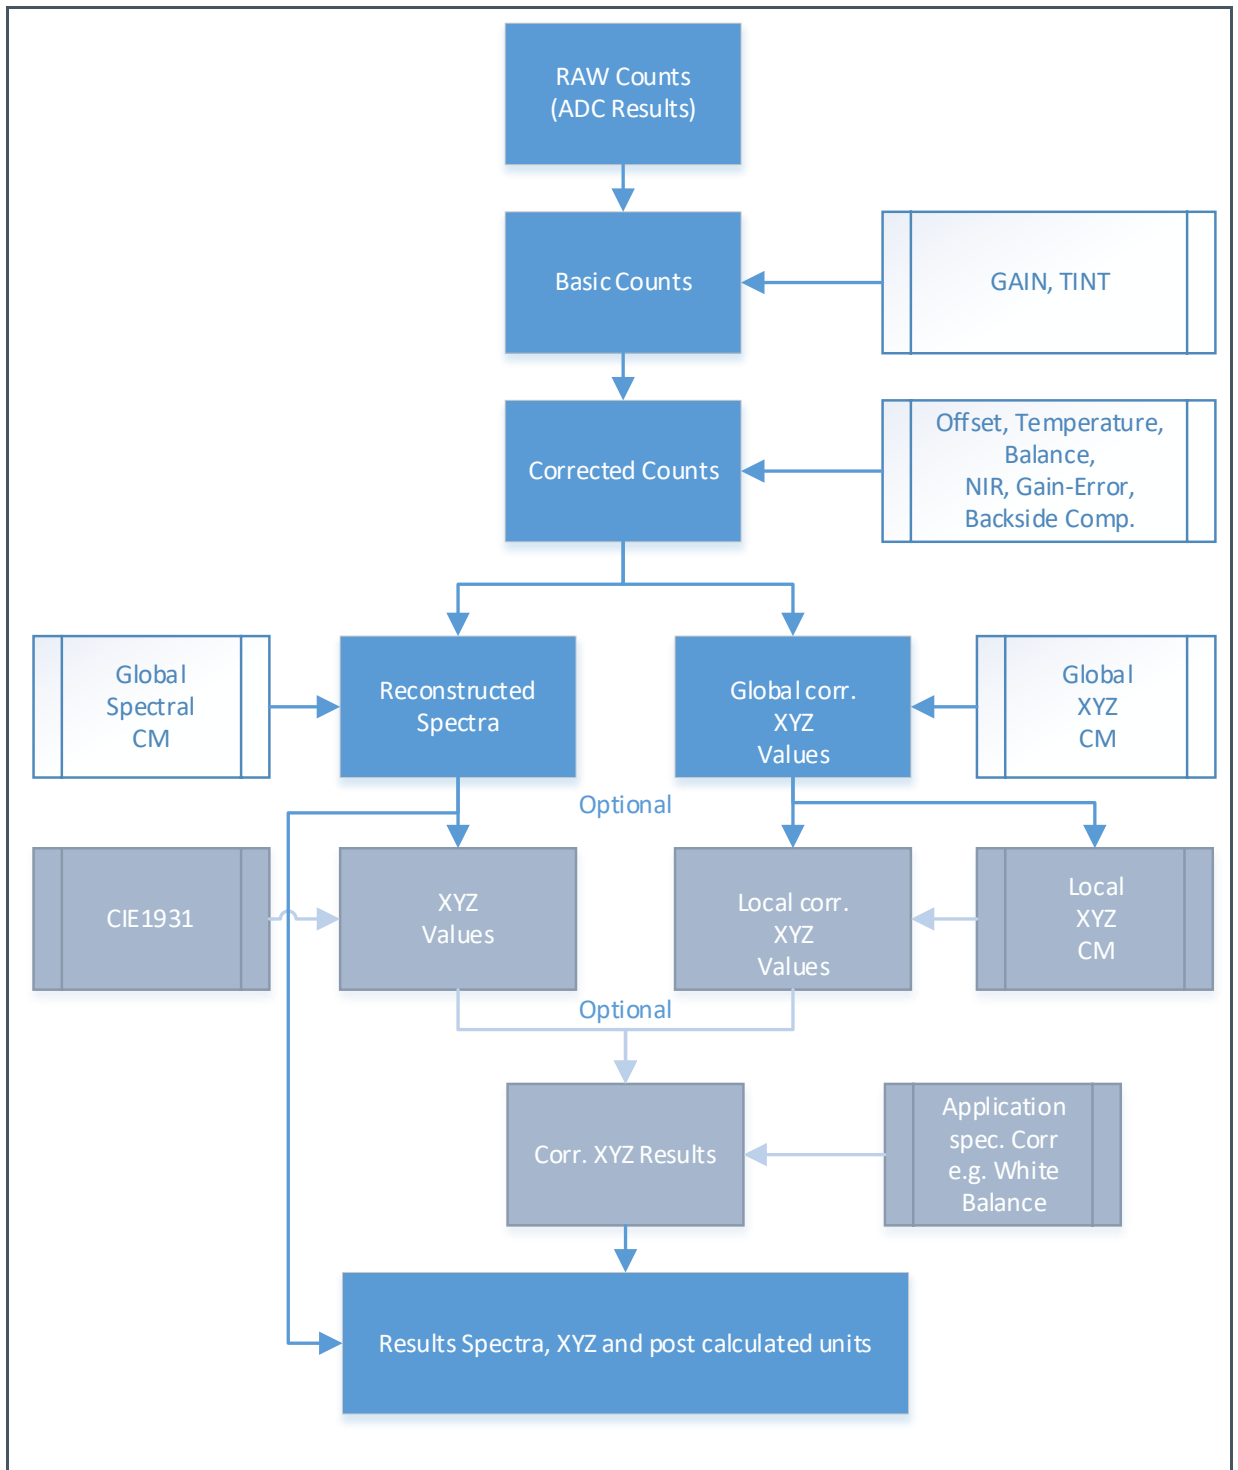 RAW Counts
(ADC Results)
Basic Counts
GAIN, TINT
Corrected Counts
Offset, Temperature,
Balance,
NIR, Gain-Error,
Backside Comp.
Global
Spectral
CM
Reconstructed
Spectra
Global corr.
XYZ
Values
Global
XYZ
CM
Optional
CIE1931
XYZ
Values
Local corr.
XYZ
Values
Local
XYZ
CM
Optional
Corr. XYZ Results
Application
spec. Corr
e.g. White
Balance
Results Spectra, XYZ and post calculated units